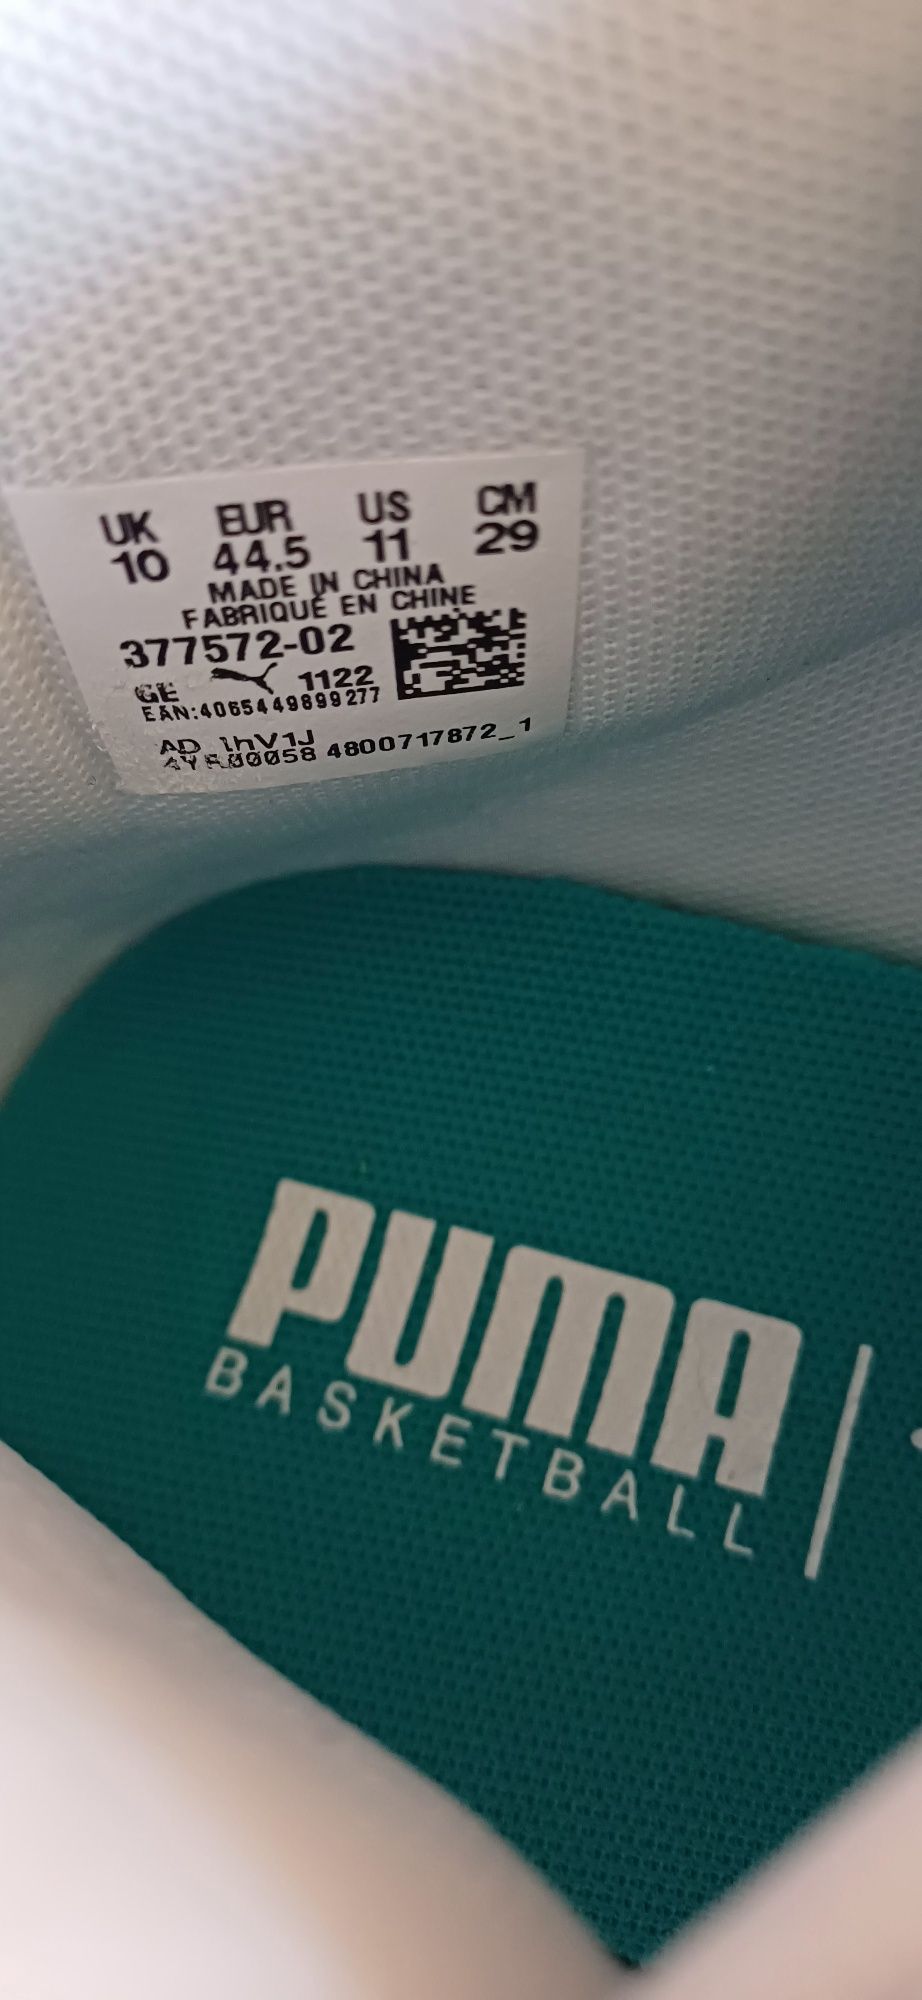 UK EUR US CM
10 44.5 11 29
MADE IN CHINA
FABRIQUÉ EN CHINE
377572-02
GE 1122
EAN:4065449899277
AD 1hV1J
4800717872_1
PUMA
BASKETBALL